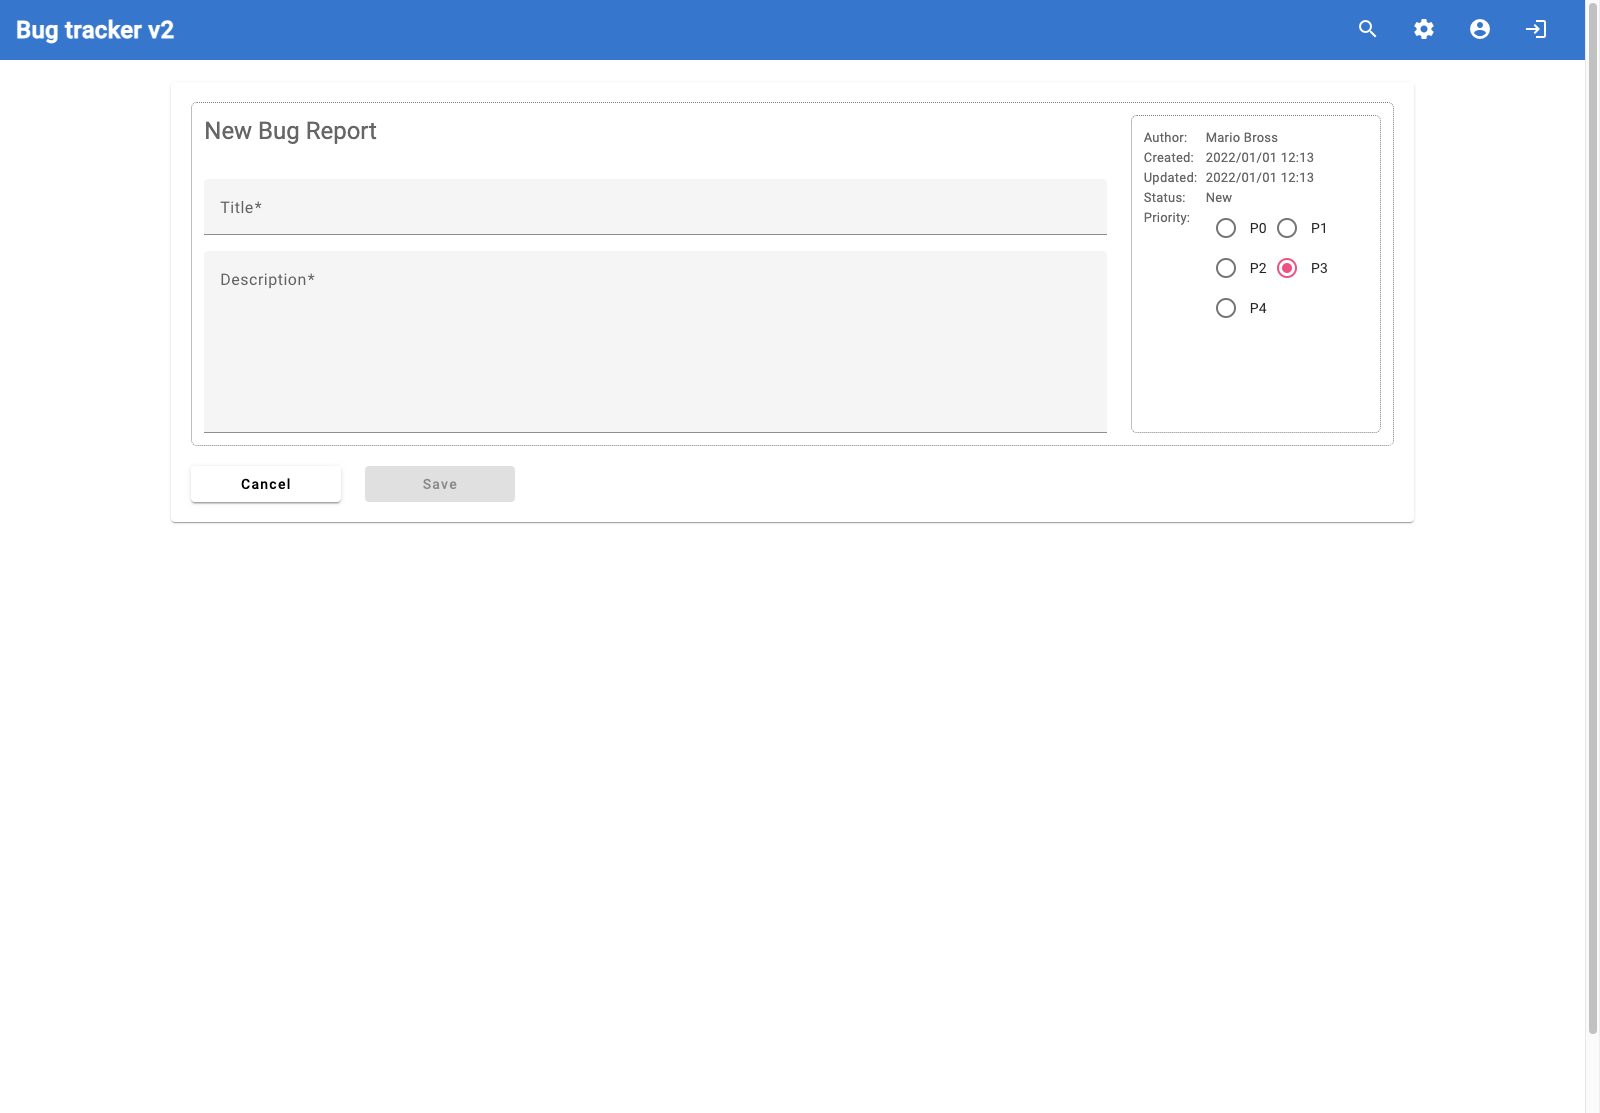 Bug tracker v2
New Bug Report
Title*
Description*
Author: Mario Bross
Created: 2022/01/01 12:13
Updated: 2022/01/01 12:13
Status: New
Priority:
P0 P1
P2 P3
P4
Cancel Save